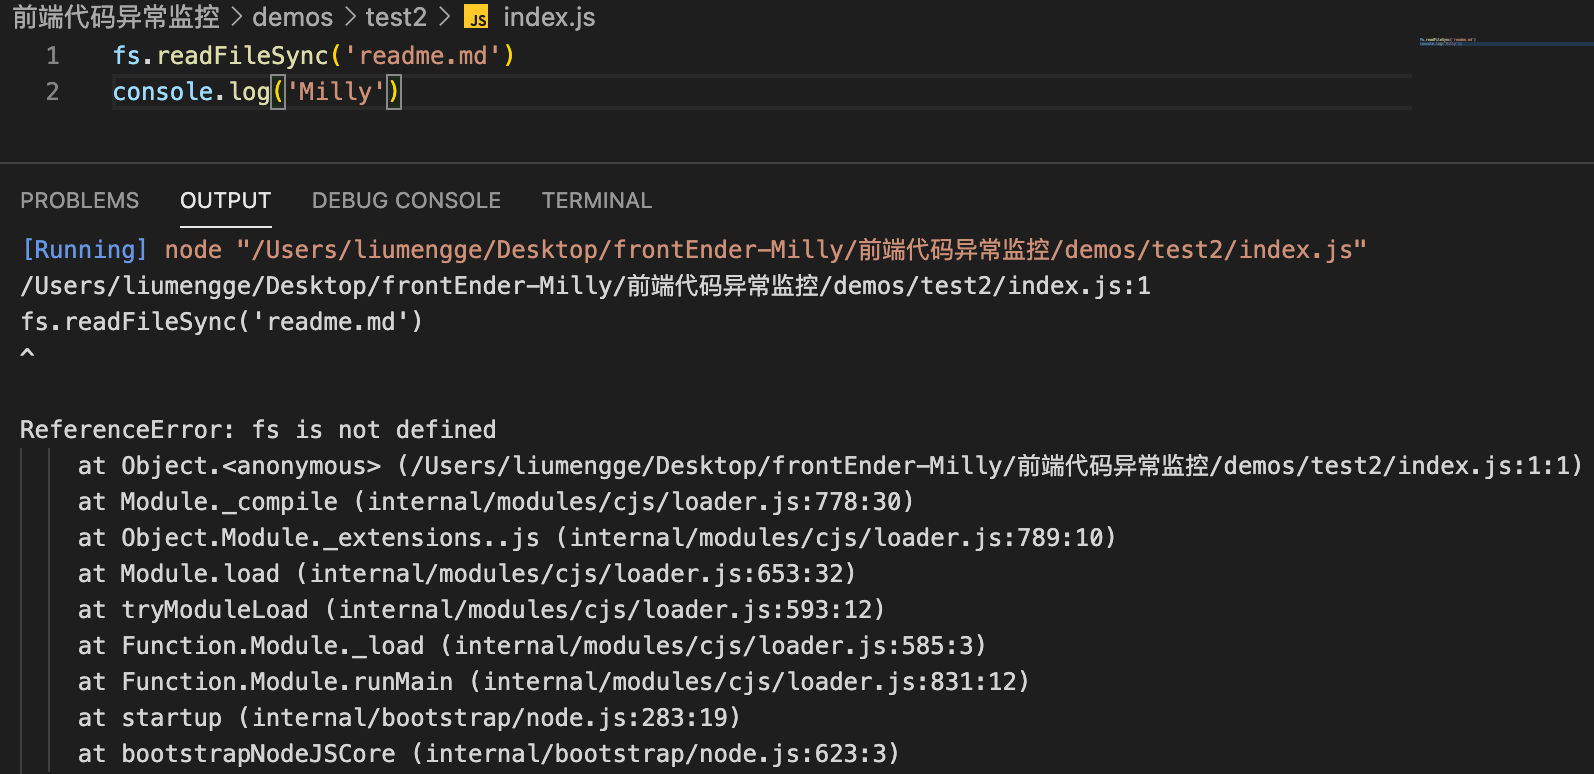 前端代码异常监控 > demos > test2 > JS index.js
1 fs.readFileSync('readme.md')
2 console.log('Milly')
PROBLEMS OUTPUT DEBUG CONSOLE TERMINAL
[Running] node "/Users/liumengge/Desktop/frontEnder-Milly/前端代码异常监控/demos/test2/index.js"
/Users/liumengge/Desktop/frontEnder-Milly/前端代码异常监控/demos/test2/index.js:1
fs.readFileSync('readme.md')
^
ReferenceError: fs is not defined
at Object.<anonymous> (/Users/liumengge/Desktop/frontEnder-Milly/前端代码异常监控/demos/test2/index.js:1:1)
at Module._compile (internal/modules/cjs/loader.js:778:30)
at Object.Module._extensions..js (internal/modules/cjs/loader.js:789:10)
at Module.load (internal/modules/cjs/loader.js:653:32)
at tryModuleLoad (internal/modules/cjs/loader.js:593:12)
at Function.Module._load (internal/modules/cjs/loader.js:585:3)
at Function.Module.runMain (internal/modules/cjs/loader.js:831:12)
at startup (internal/bootstrap/node.js:283:19)
at bootstrapNodeJSCore (internal/bootstrap/node.js:623:3)